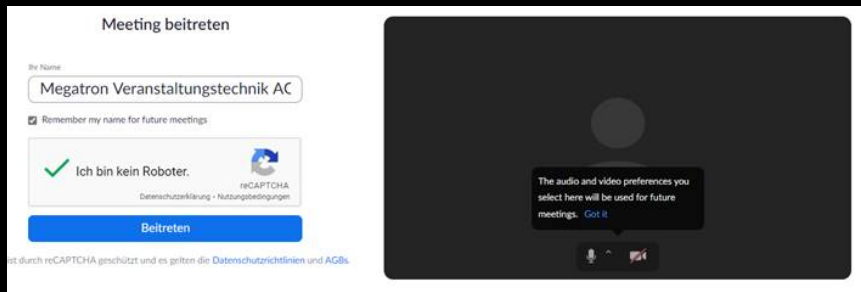 Meeting beitreten
Ihr Name
Megatron Veranstaltungstechnik AG
Remember my name for future meetings
Ich bin kein Roboter.
reCAPTCHA
Datenschutzerklärung - Nutzungsbedingungen
Beitreten
ist durch reCAPTCHA geschützt und es gelten die Datenschutzrichtlinien und AGBs.
The audio and video preferences you
select here will be used for future
meetings. Got it